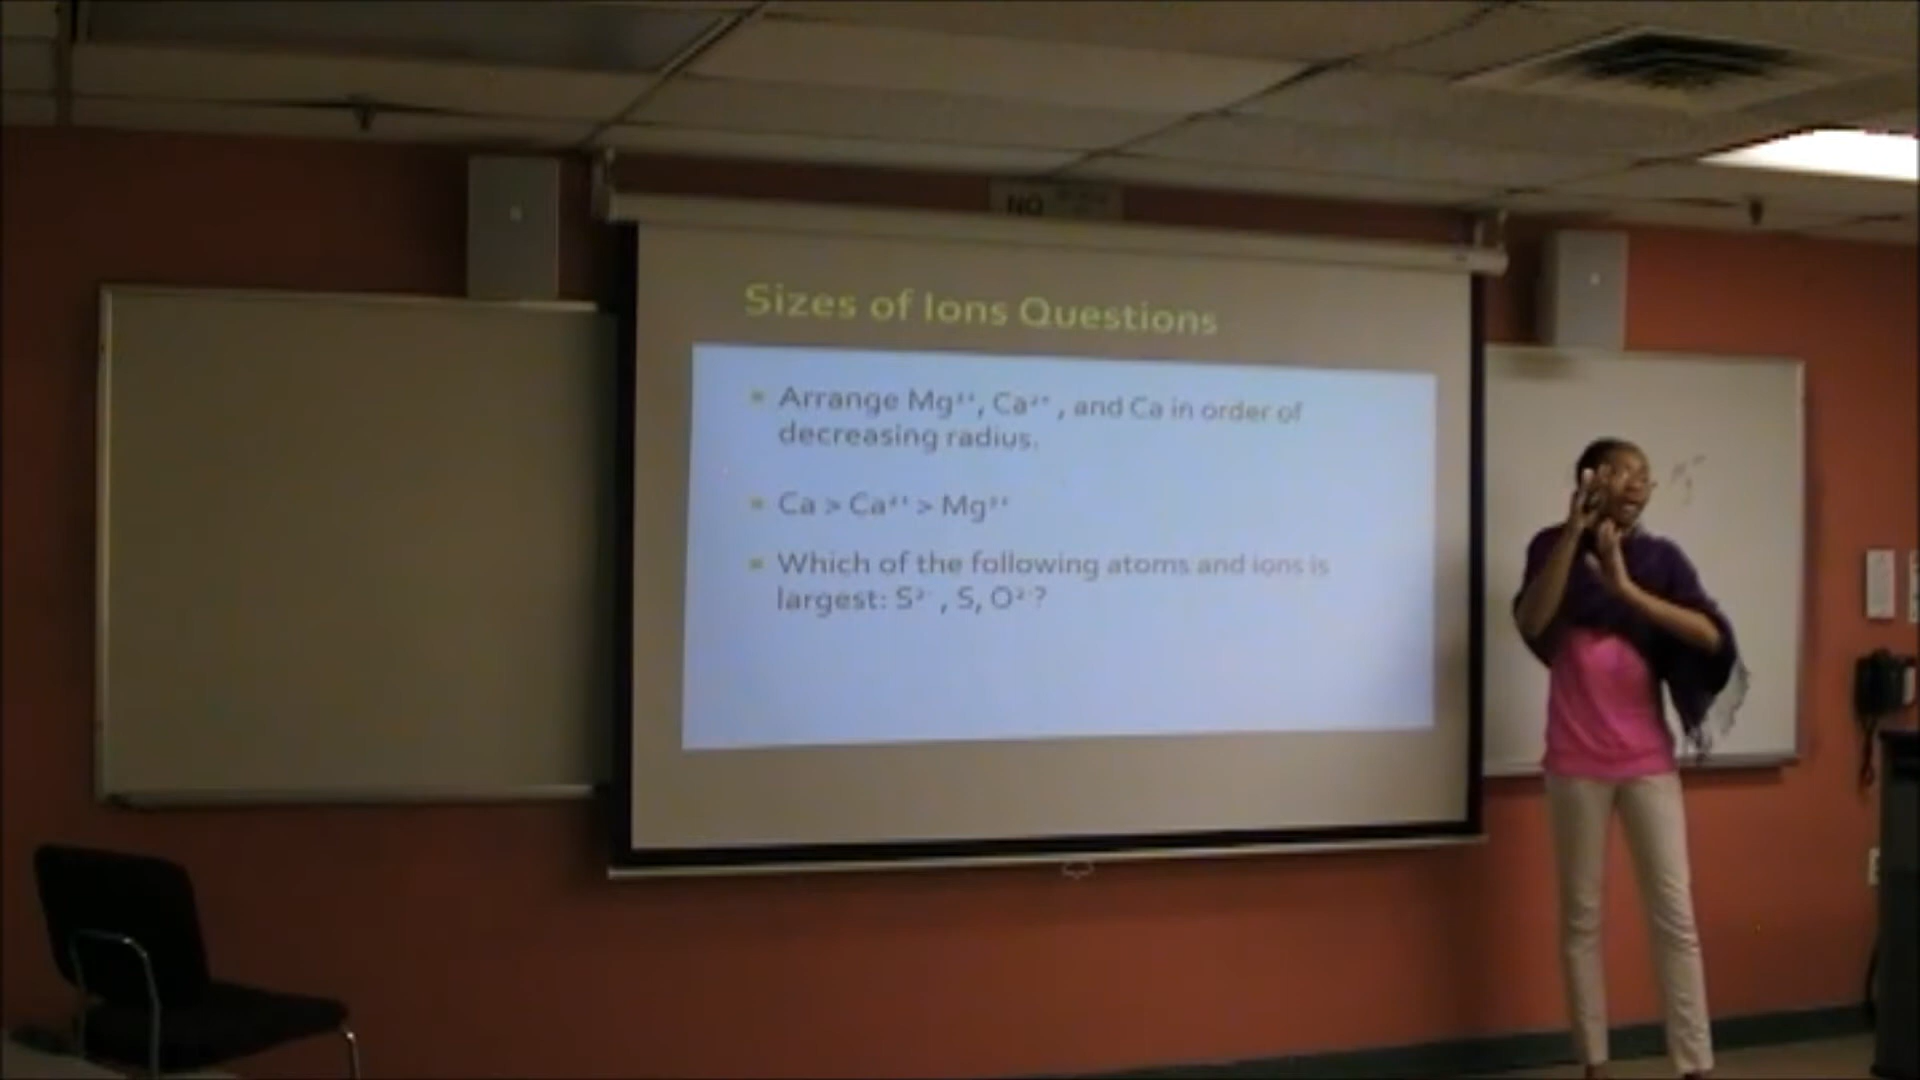 NO
Sizes of Ions Questions
Arrange Mg²⁺, Ca²⁺, and Ca in order of
decreasing radius.
Ca > Ca²⁺ > Mg²⁺
Which of the following atoms and ions is
largest: S²⁻, S, O²⁻?